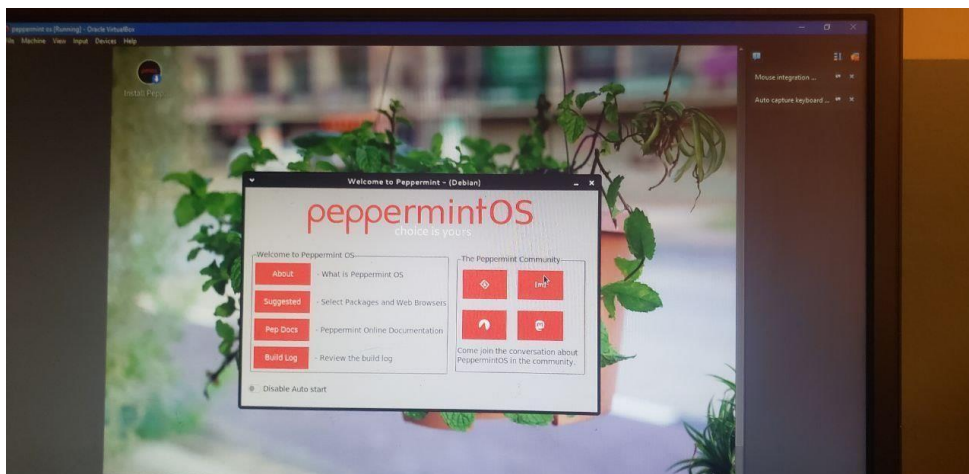 peppermint os [Running] - Oracle VirtualBox
File Machine View Input Devices Help
Install Pepp
Mouse integration ...
Auto capture keyboard ...
Welcome to Peppermint - (Debian)
peppermintOS
choice is yours
Welcome to Peppermint OS
About - What is Peppermint OS
Suggested - Select Packages and Web Browsers
Pep Docs - Peppermint Online Documentation
Build Log - Review the build log
Disable Auto start
The Peppermint Community
Come join the conversation about
PeppermintOS in the community.